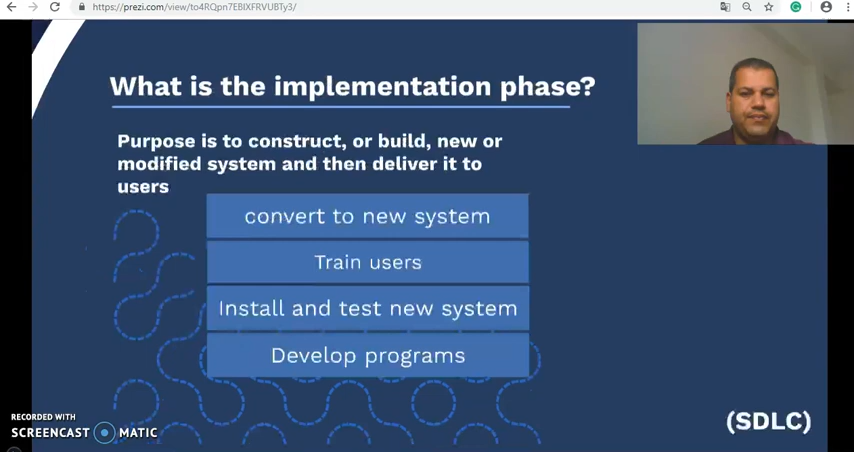 https://prezi.com/view/to4RQpn7EBlXFRVUBTy3/
What is the implementation phase?
Purpose is to construct, or build, new or
modified system and then deliver it to
users
convert to new system
Train users
Install and test new system
Develop programs
(SDLC)
RECORDED WITH
SCREENCAST MATIC